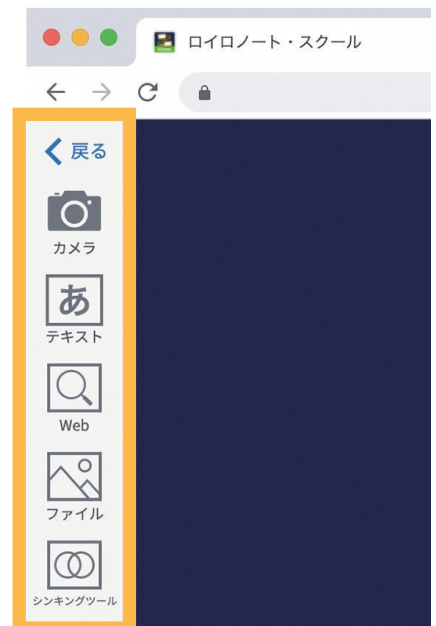 ロイロノート・スクール
戻る
カメラ
あ
テキスト
Web
ファイル
シンキングツール